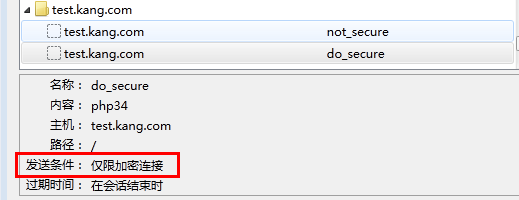 test.kang.com
test.kang.com not_secure
test.kang.com do_secure
名称： do_secure
内容： php34
主机： test.kang.com
路径： /
发送条件： 仅限加密连接
过期时间： 在会话结束时